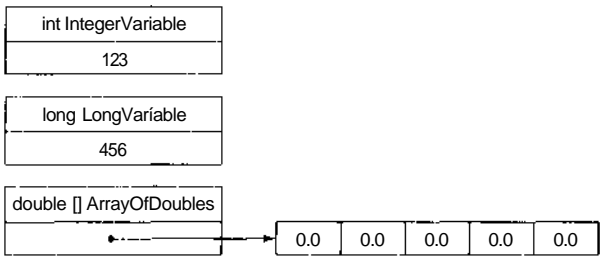 int IntegerVariable
123
long LongVaríable
456
double [] ArrayOfDoubles
0.0 0.0 0.0 0.0 0.0